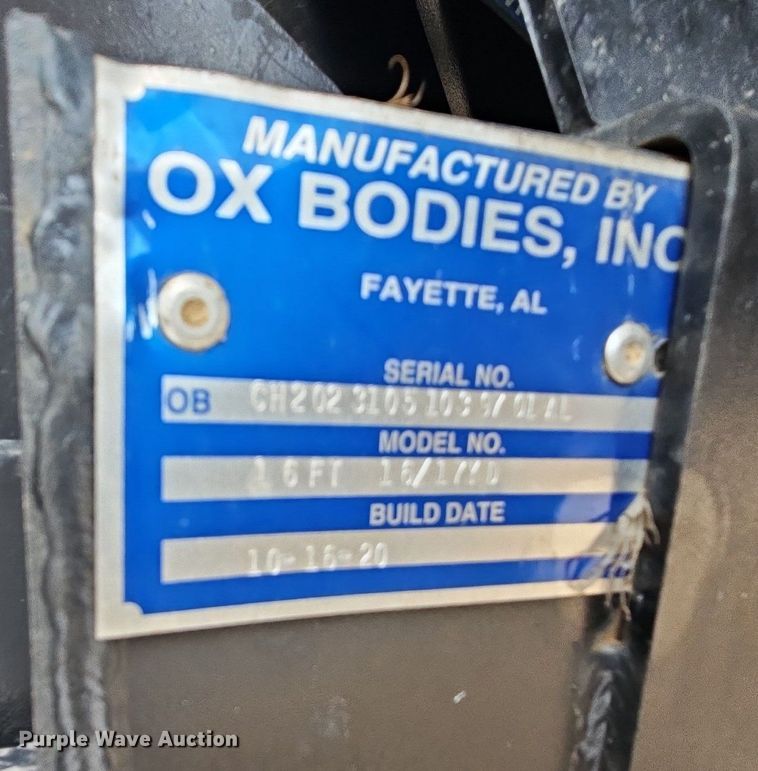 MANUFACTURED BY
OX BODIES, INC
FAYETTE, AL
SERIAL NO.
OB
MODEL NO.
16FT
BUILD DATE
10-16-20
Purple Wave Auction